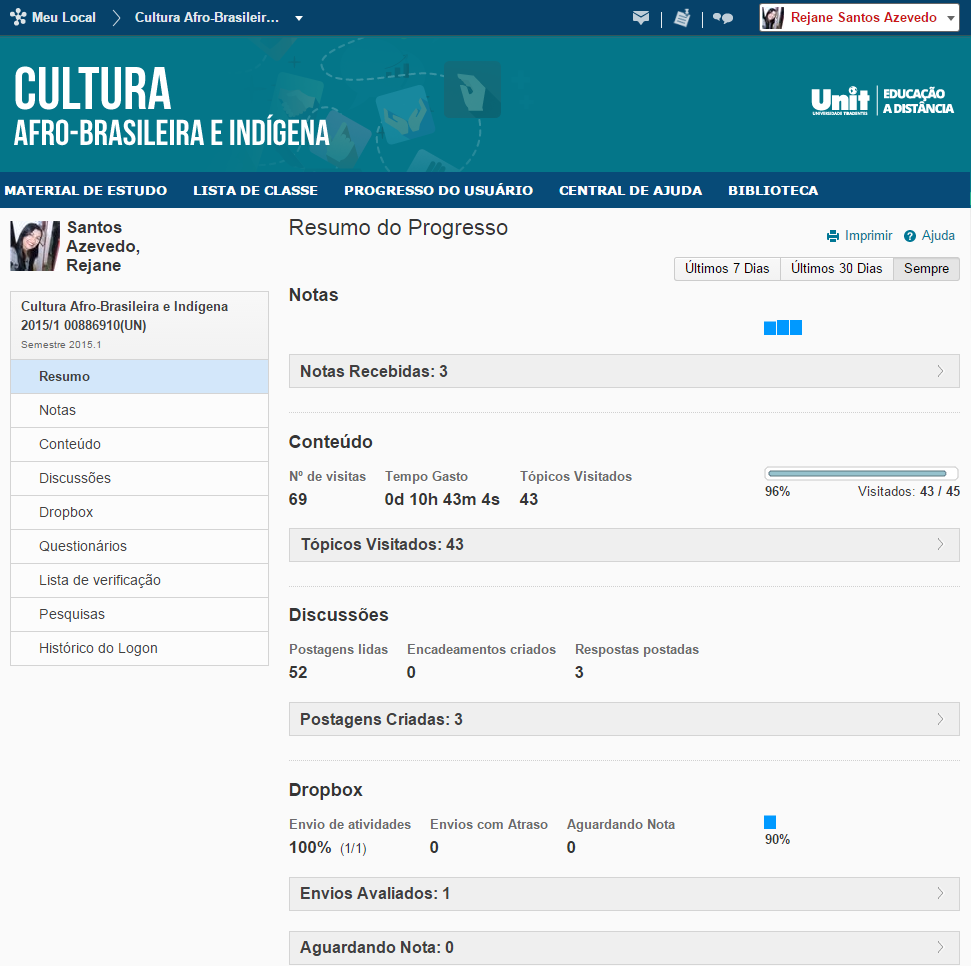 Meu Local
Cultura Afro-Brasileir...
Rejane Santos Azevedo
CULTURA
AFRO-BRASILEIRA E INDÍGENA
Unit
UNIVERSIDADE TIRADENTES
EDUCAÇÃO
A DISTÂNCIA
MATERIAL DE ESTUDO LISTA DE CLASSE PROGRESSO DO USUÁRIO CENTRAL DE AJUDA BIBLIOTECA
Santos
Azevedo,
Rejane
Cultura Afro-Brasileira e Indígena
2015/1 00886910(UN)
Semestre 2015.1
Resumo
Notas
Conteúdo
Discussões
Dropbox
Questionários
Lista de verificação
Pesquisas
Histórico do Logon
Resumo do Progresso
Imprimir Ajuda
Últimos 7 Dias Últimos 30 Dias Sempre
Notas
Notas Recebidas: 3
Conteúdo
Nº de visitas Tempo Gasto Tópicos Visitados
69 0d 10h 43m 4s 43
96% Visitados: 43 / 45
Tópicos Visitados: 43
Discussões
Postagens lidas Encadeamentos criados Respostas postadas
52 0 3
Postagens Criadas: 3
Dropbox
Envio de atividades Envios com Atraso Aguardando Nota
100% (1/1) 0 0
90%
Envios Avaliados: 1
Aguardando Nota: 0